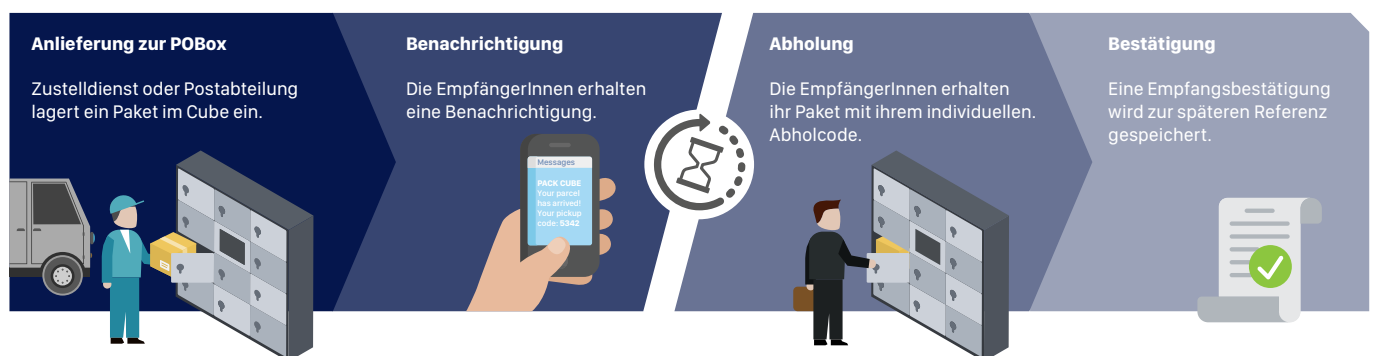 Anlieferung zur POBox
Zustelldienst oder Postabteilung
lagert ein Paket im Cube ein.
Benachrichtigung
Die EmpfängerInnen erhalten
eine Benachrichtigung.
Messages
PACK CUBE
Your parcel
has arrived!
Your pickup
code: 5342
Abholung
Die EmpfängerInnen erhalten
ihr Paket mit ihrem individuellen.
Abholcode.
Bestätigung
Eine Empfangsbestätigung
wird zur späteren Referenz
gespeichert.